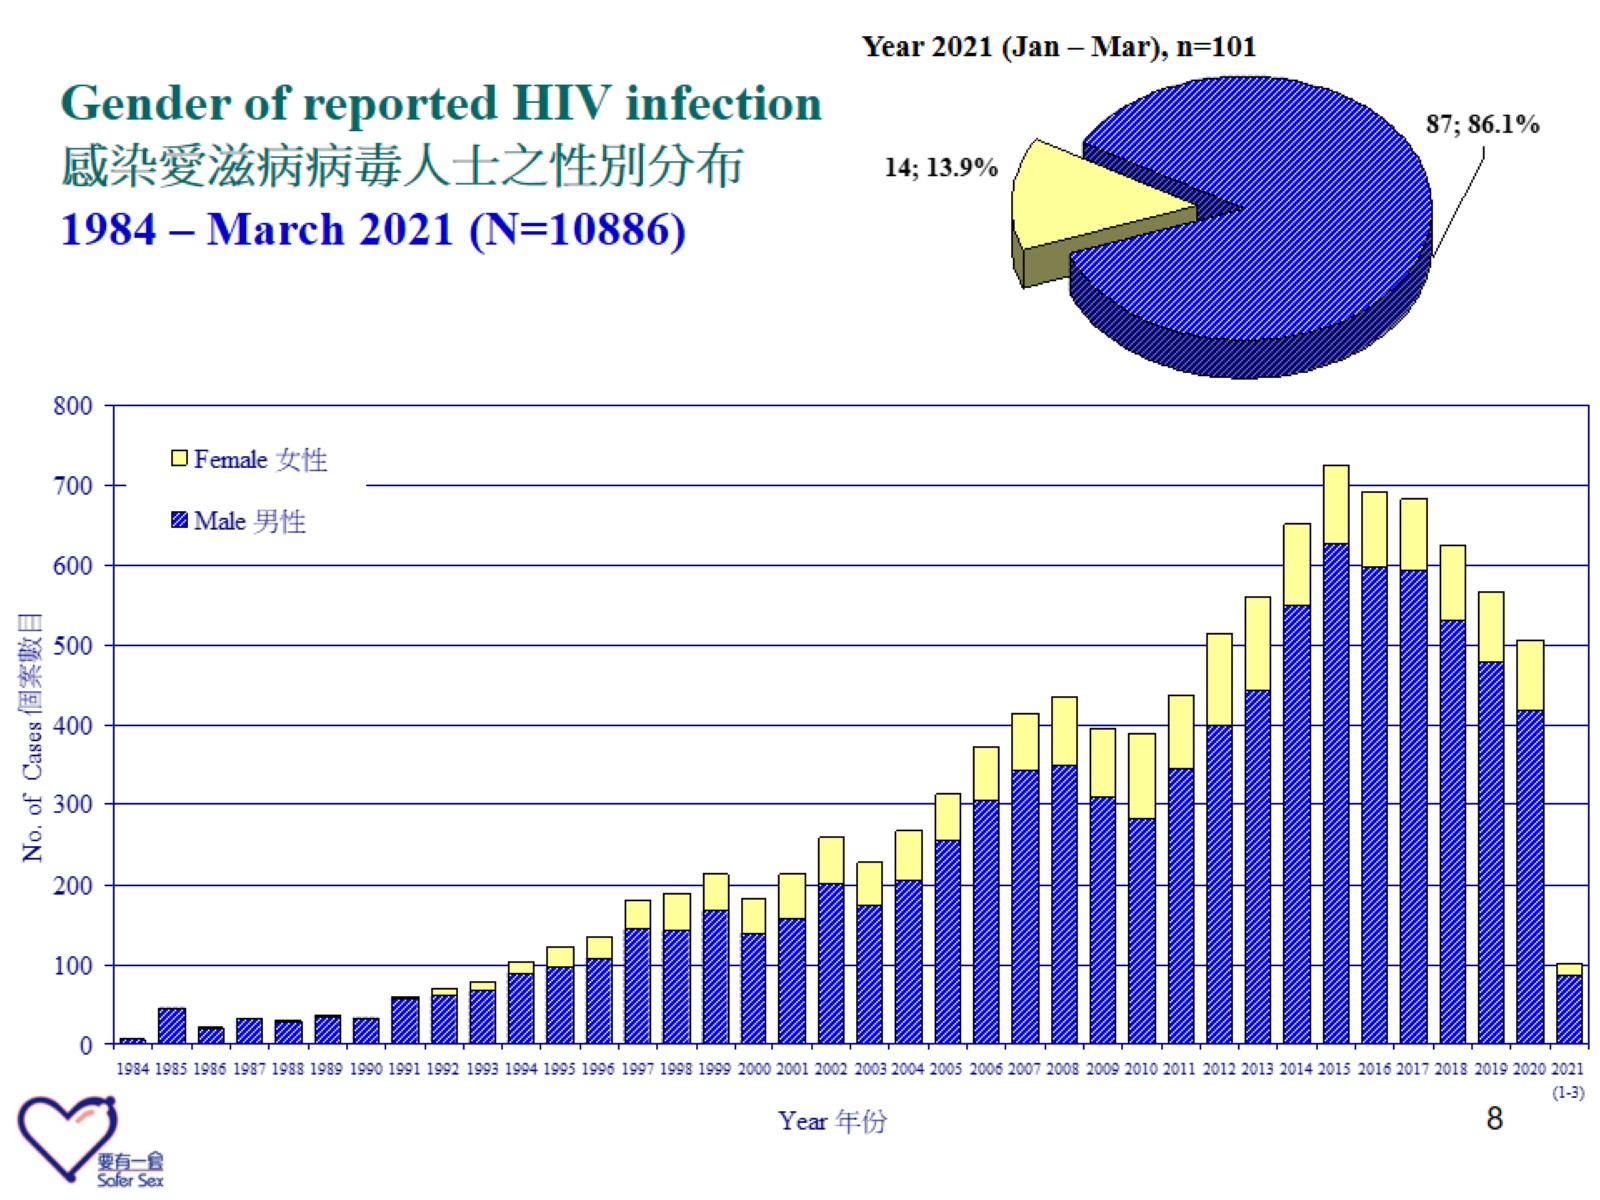 Year 2021 (Jan – Mar), n=101
Gender of reported HIV infection
感染愛滋病病毒人士之性別分布
1984 – March 2021 (N=10886)
87; 86.1%
14; 13.9%
800
700
600
500
400
300
200
100
0
Female 女性
Male 男性
No. of Cases 個案數目
1984 1985 1986 1987 1988 1989 1990 1991 1992 1993 1994 1995 1996 1997 1998 1999 2000 2001 2002 2003 2004 2005 2006 2007 2008 2009 2010 2011 2012 2013 2014 2015 2016 2017 2018 2019 2020 2021
(1-3)
Year 年份
8
要有一套
Safer Sex